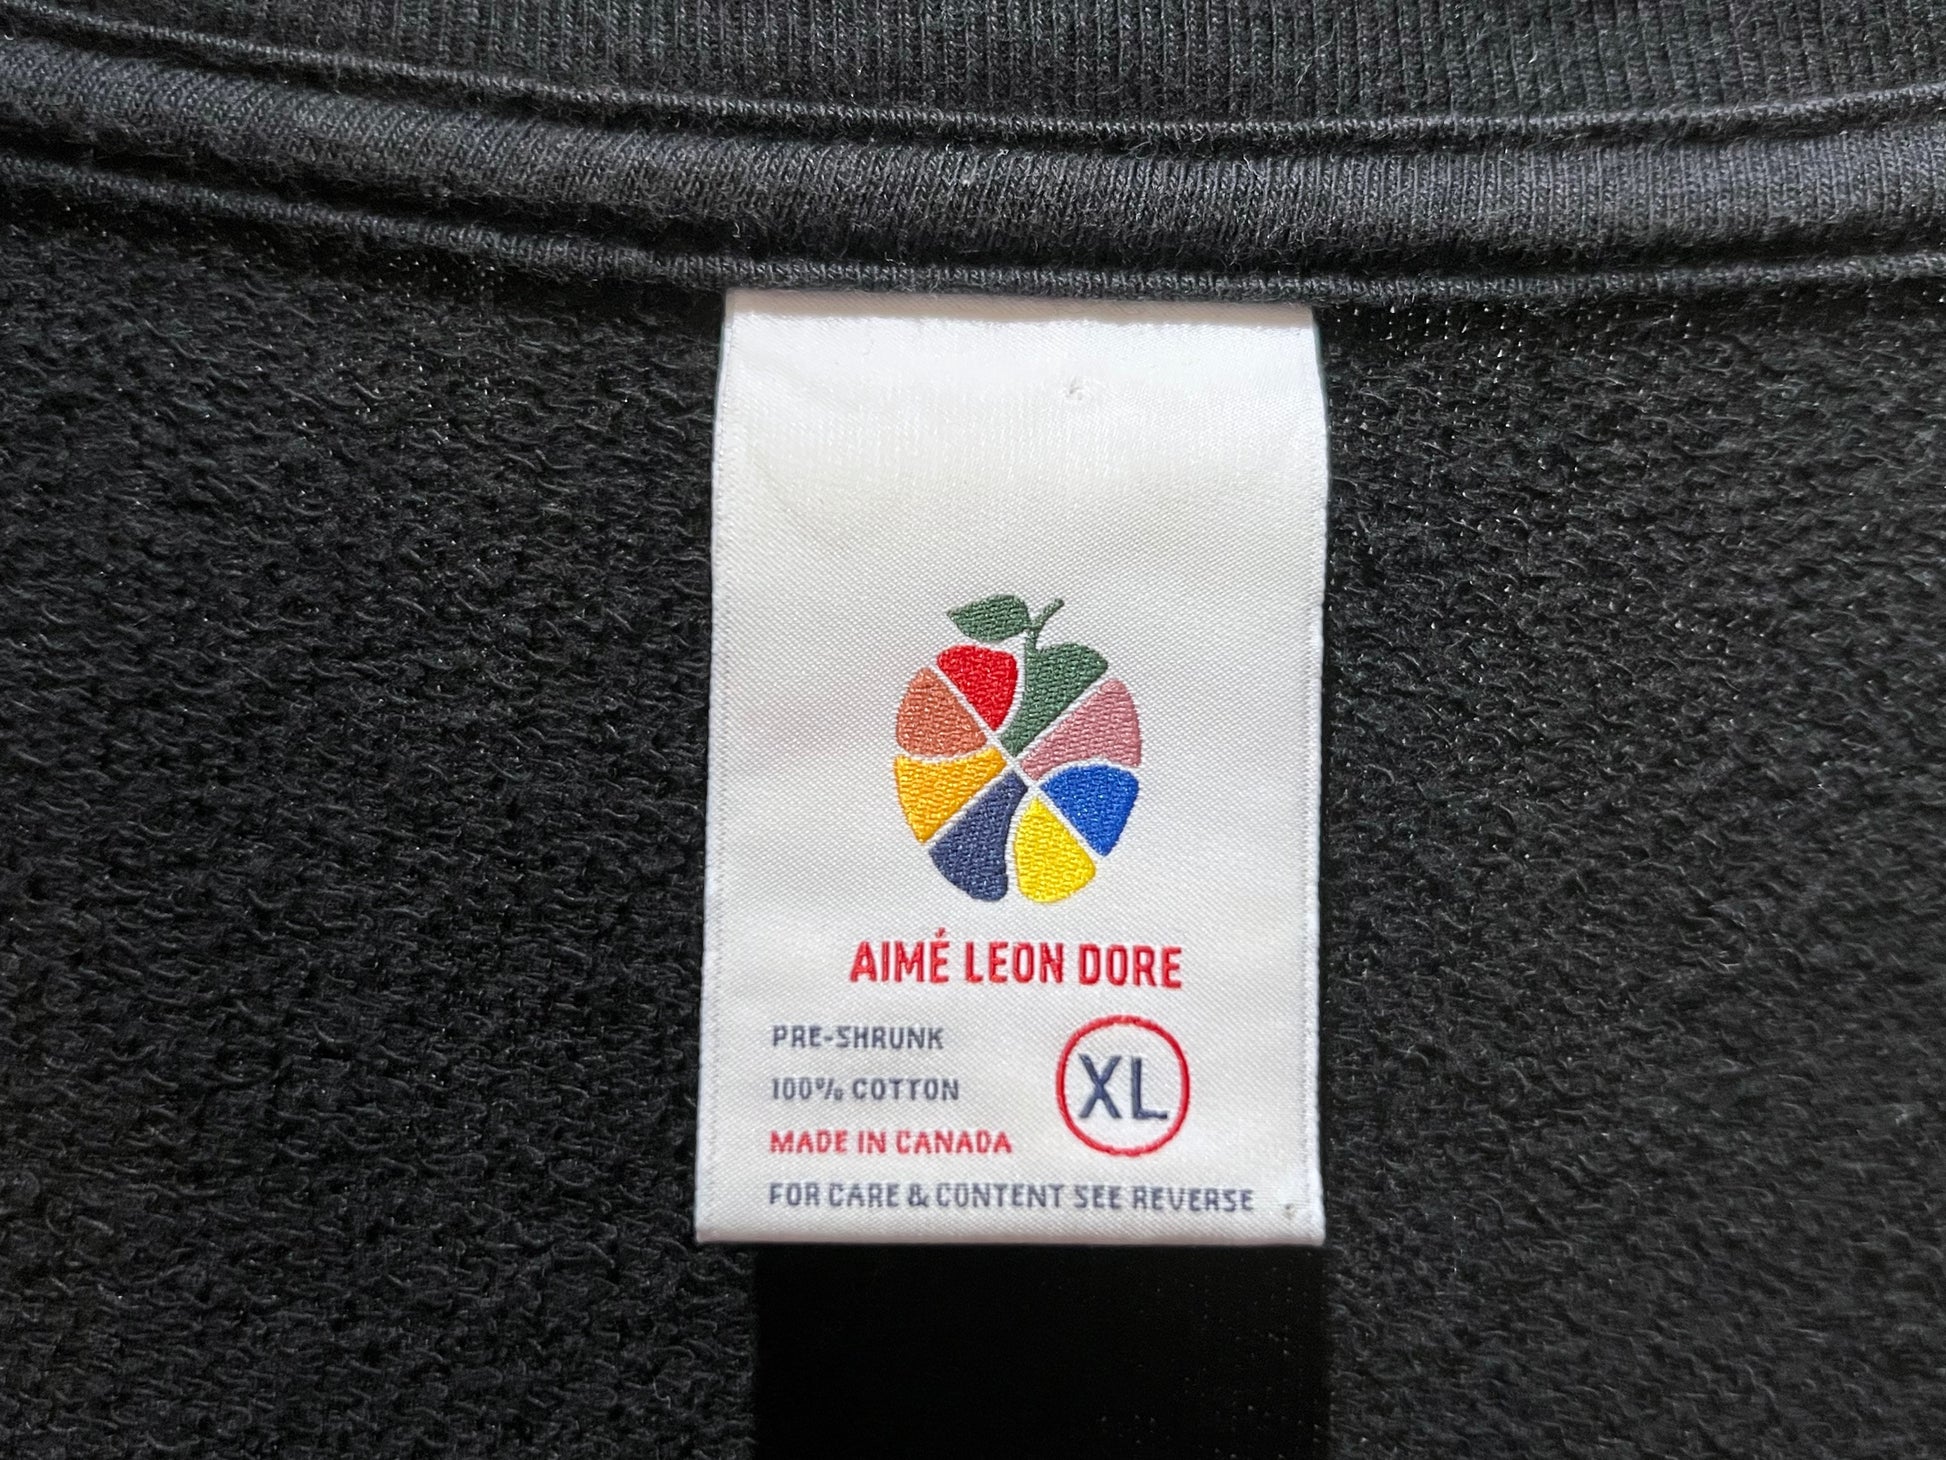 AIMÉ LEON DORE
PRE-SHRUNK
100% COTTON
MADE IN CANADA
XL
FOR CARE & CONTENT SEE REVERSE